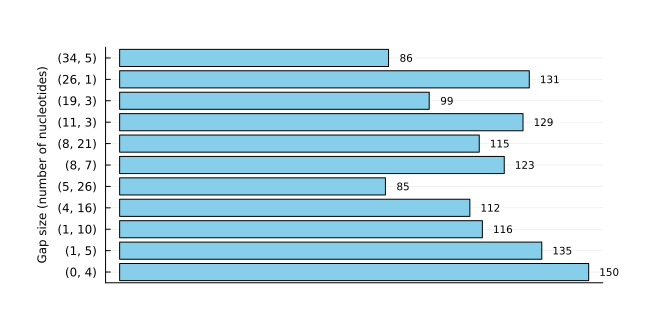 Gap size (number of nucleotides)
(34, 5) 86
(26, 1) 131
(19, 3) 99
(11, 3) 129
(8, 21) 115
(8, 7) 123
(5, 26) 85
(4, 16) 112
(1, 10) 116
(1, 5) 135
(0, 4) 150